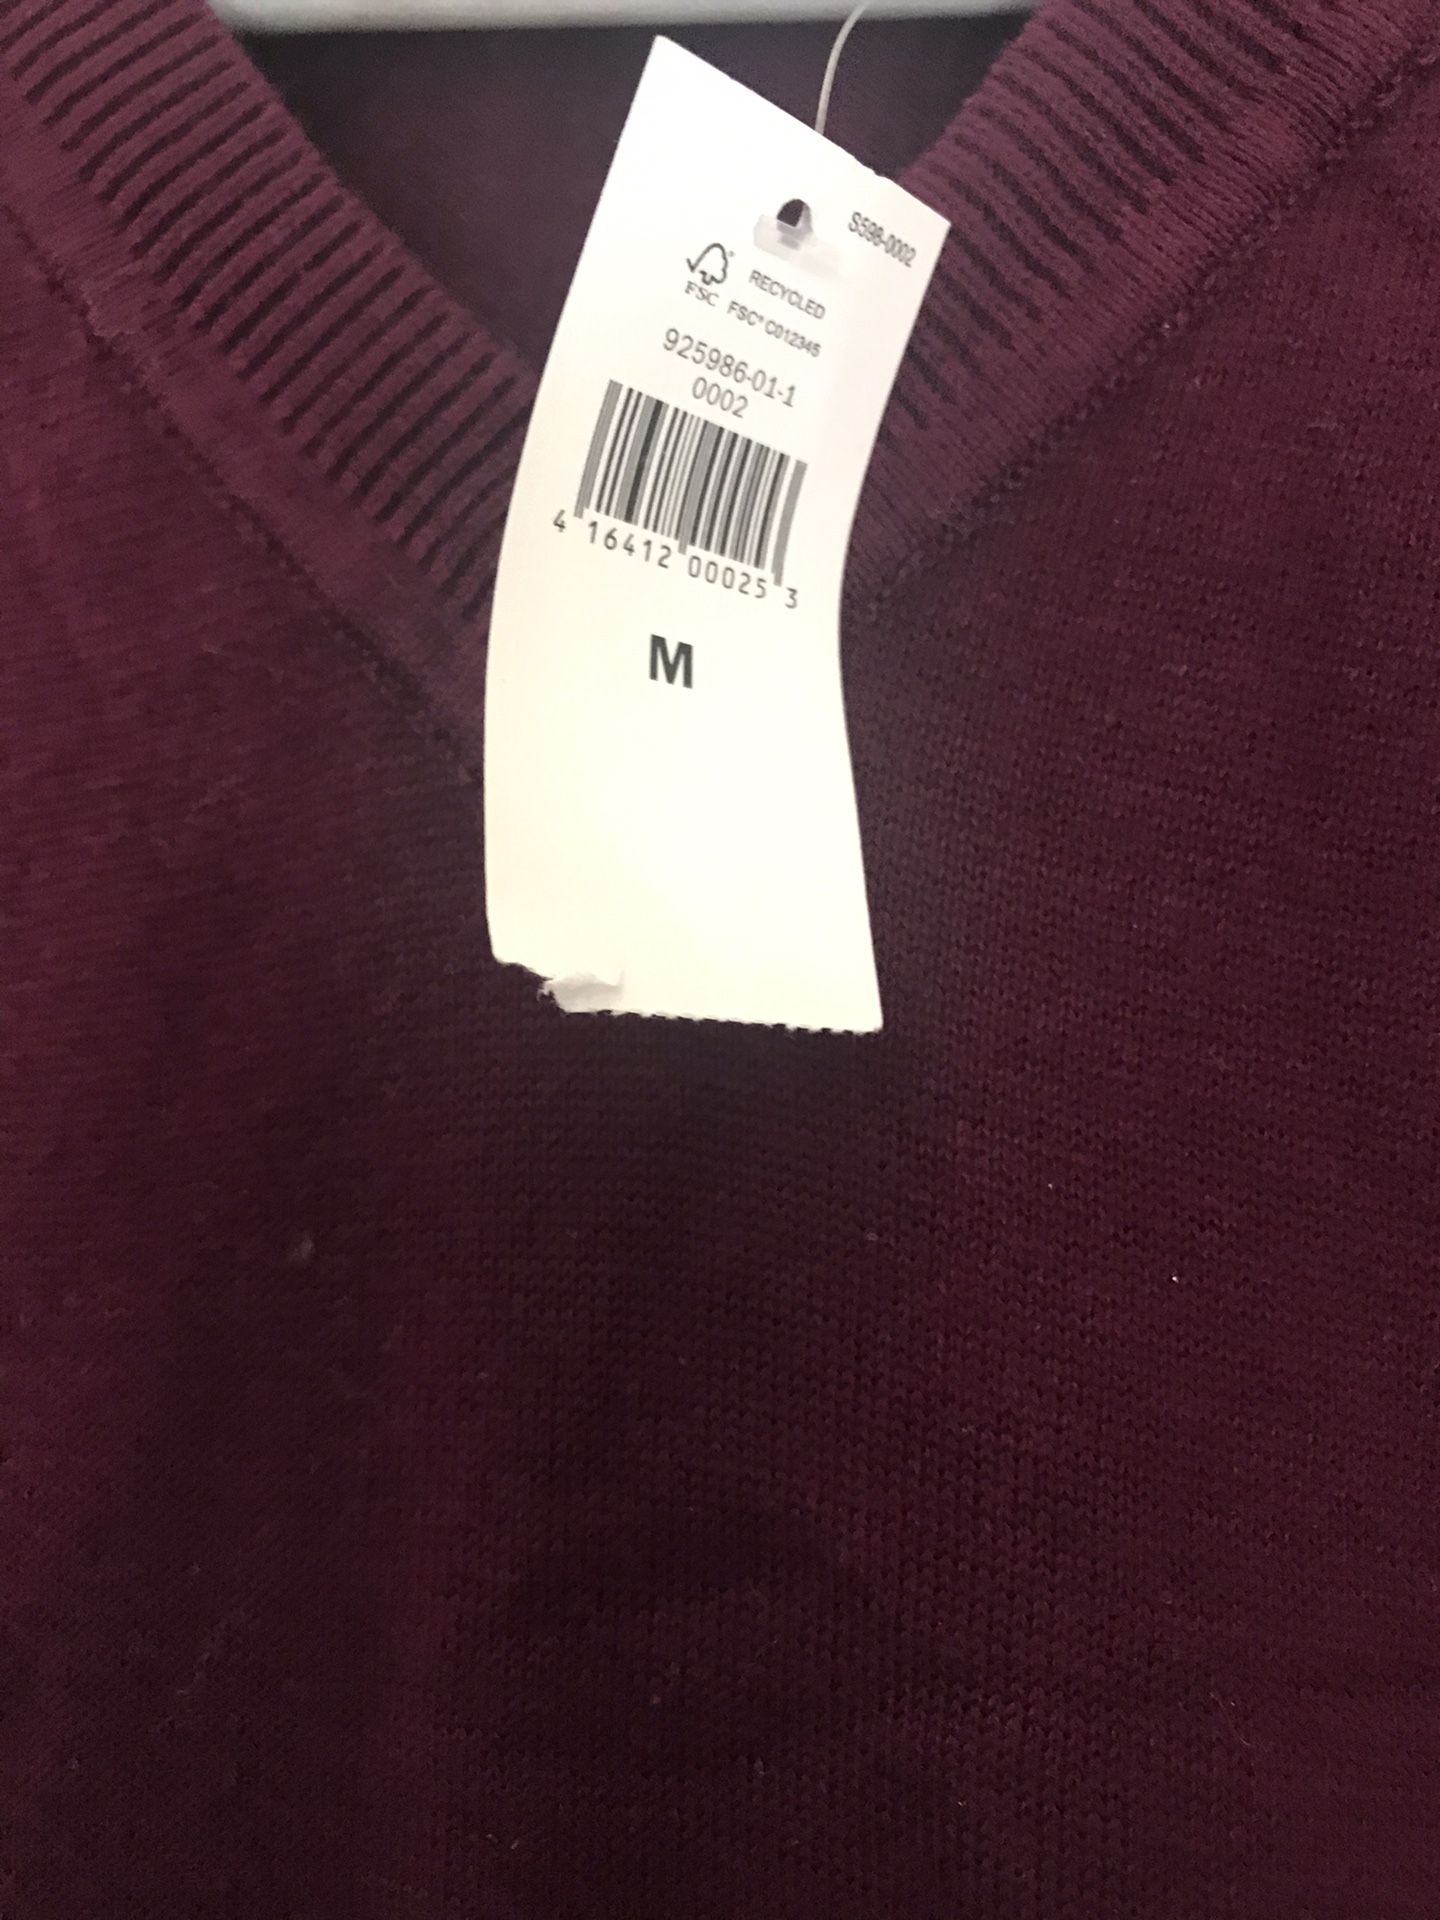 S598-0002
FSC
RECYCLED
FSC® C012345
925986-01-1
0002
4 16412 00025 3
M